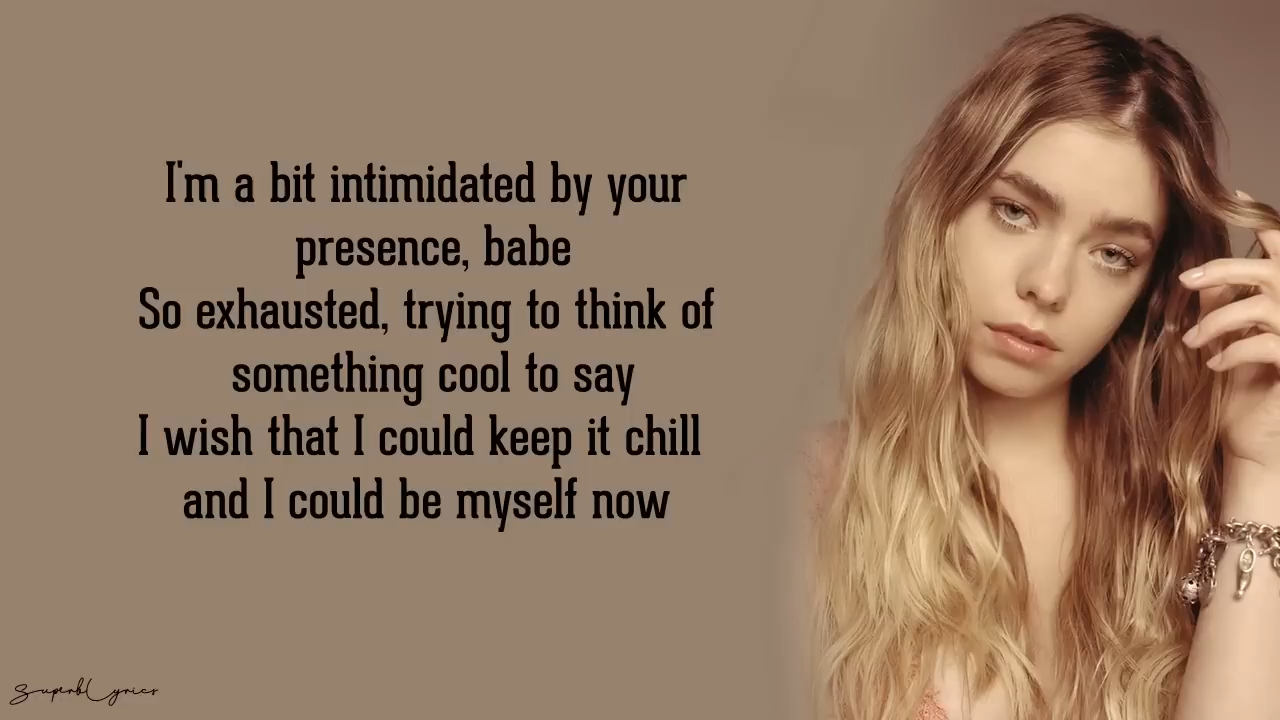 I'm a bit intimidated by your
presence, babe
So exhausted, trying to think of
something cool to say
I wish that I could keep it chill
and I could be myself now
SuperbLyrics